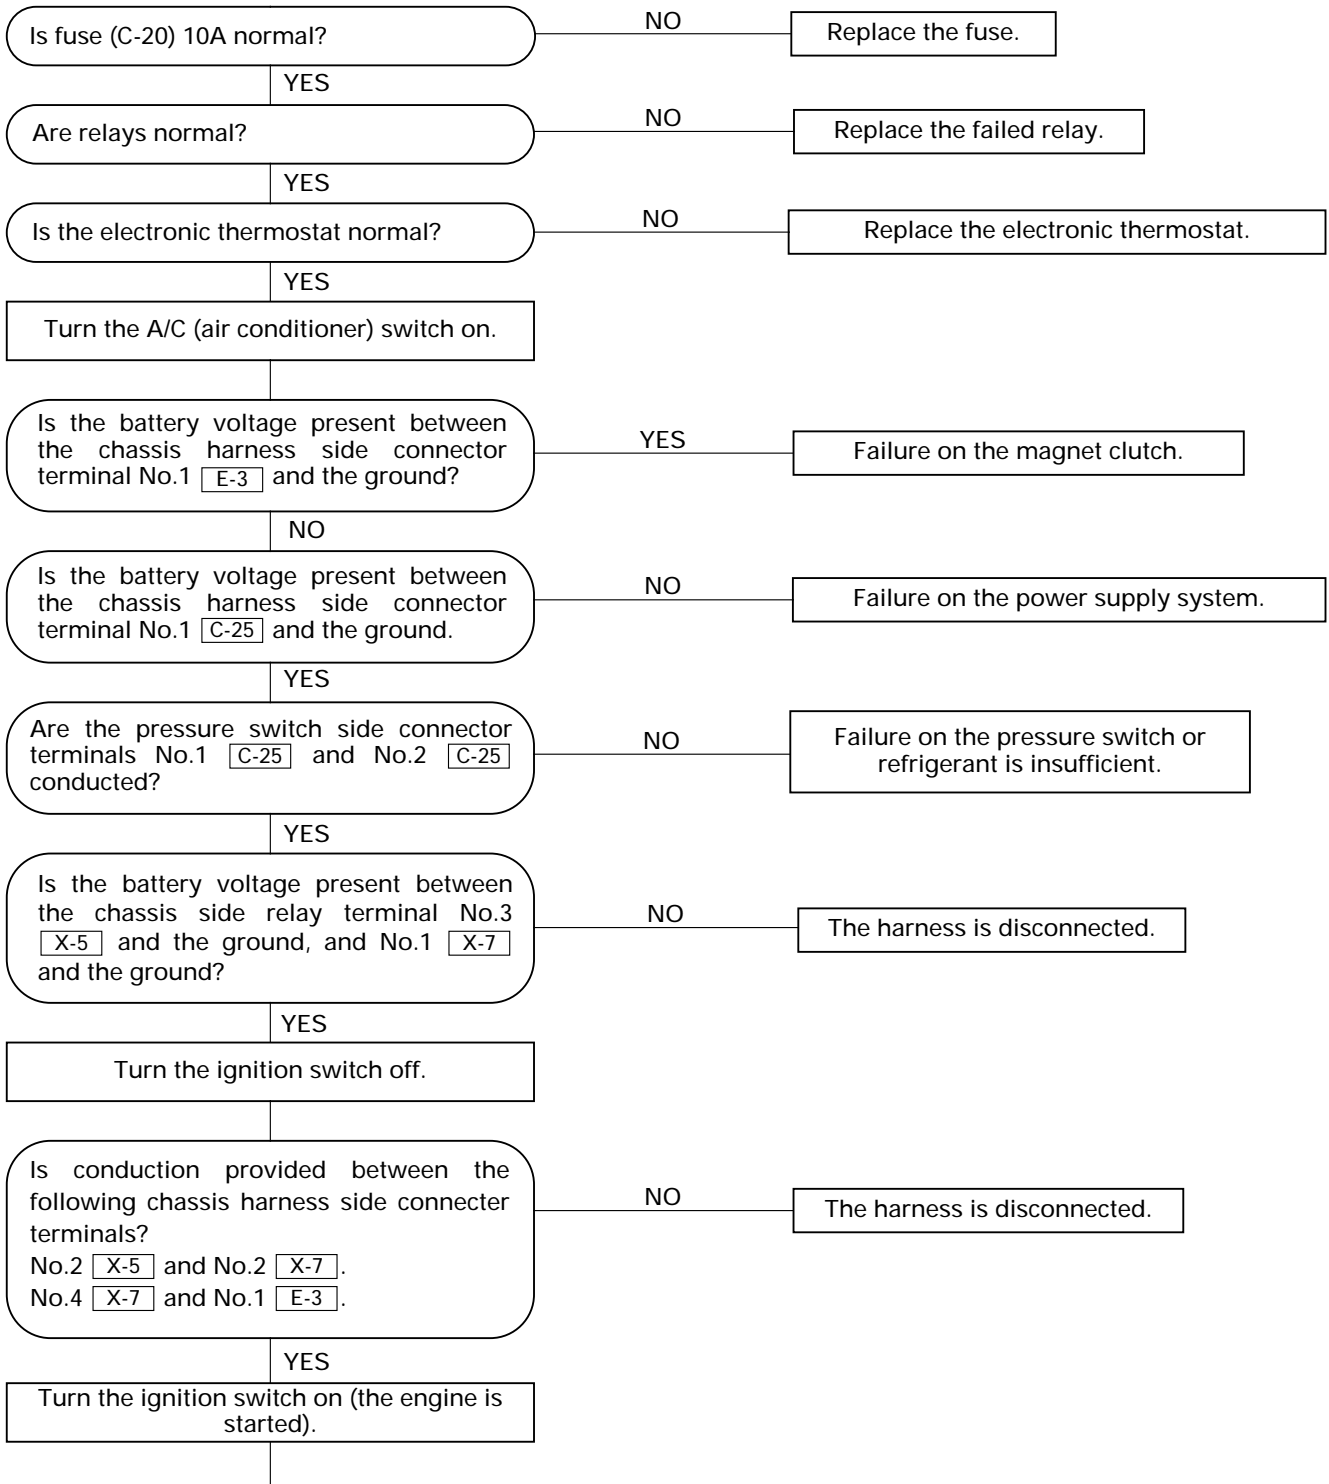 Is fuse (C-20) 10A normal?
NO
Replace the fuse.
YES
Are relays normal?
NO
Replace the failed relay.
YES
Is the electronic thermostat normal?
NO
Replace the electronic thermostat.
YES
Turn the A/C (air conditioner) switch on.
Is the battery voltage present between
the chassis harness side connector
terminal No.1 E-3 and the ground?
YES
Failure on the magnet clutch.
NO
Is the battery voltage present between
the chassis harness side connector
terminal No.1 C-25 and the ground.
NO
Failure on the power supply system.
YES
Are the pressure switch side connector
terminals No.1 C-25 and No.2 C-25
conducted?
NO
Failure on the pressure switch or
refrigerant is insufficient.
YES
Is the battery voltage present between
the chassis side relay terminal No.3
X-5 and the ground, and No.1 X-7
and the ground?
NO
The harness is disconnected.
YES
Turn the ignition switch off.
Is conduction provided between the
following chassis harness side connecter
terminals?
No.2 X-5 and No.2 X-7.
No.4 X-7 and No.1 E-3.
NO
The harness is disconnected.
YES
Turn the ignition switch on (the engine is
started).